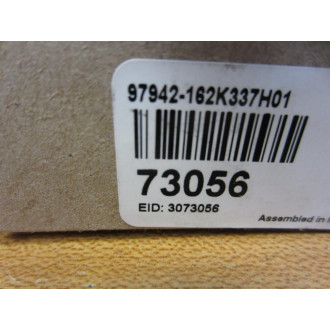 97942-162K337H01
73056
EID: 3073056
Assembled in